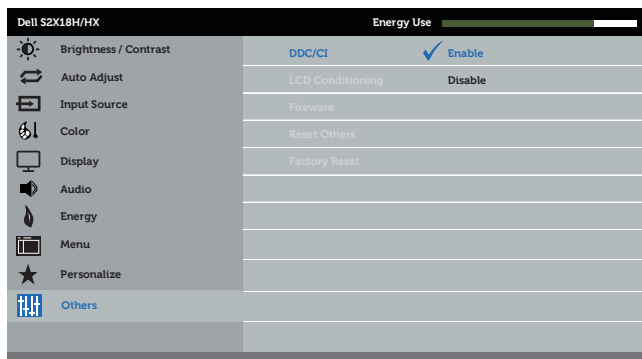 Dell S2X18H/HX
Energy Use
Brightness / Contrast
Auto Adjust
Input Source
Color
Display
Audio
Energy
Menu
Personalize
Others
DDC/CI
Enable
LCD Conditioning
Disable
Fireware
Reset Others
Factory Reset